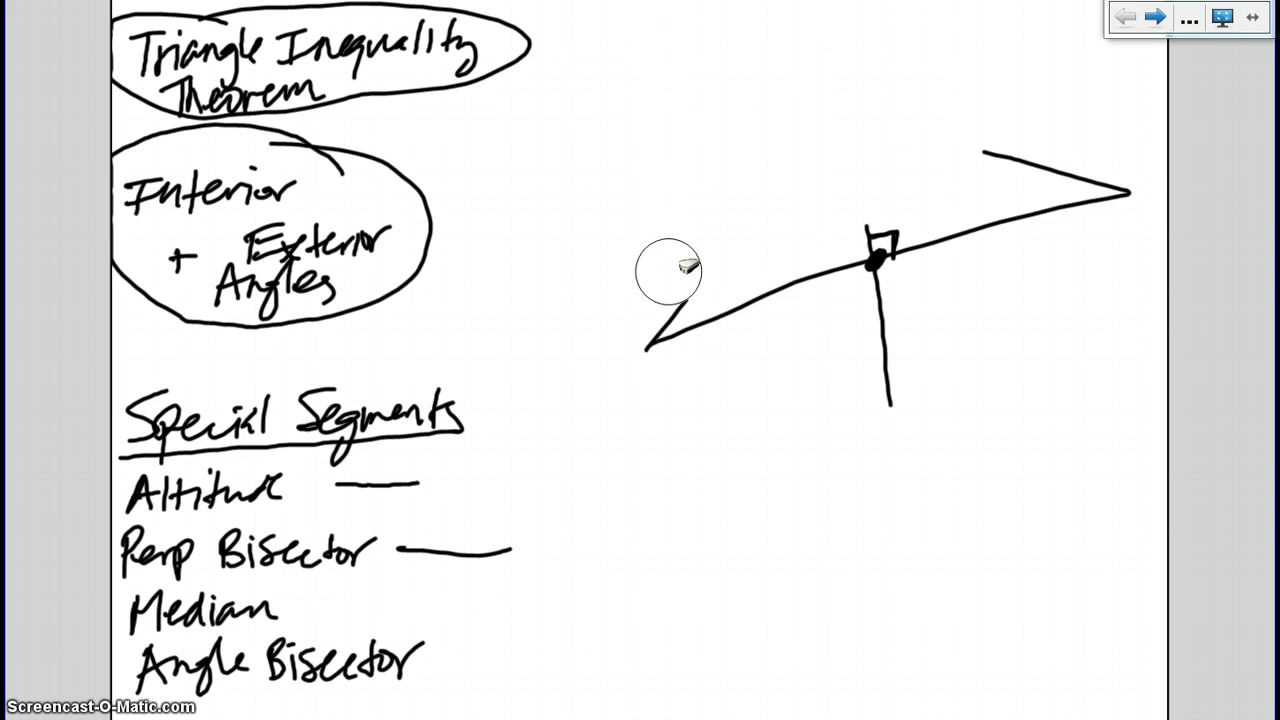 Triangle Inequality
Theorem
Interior
+ Exterior
Angles
Special Segments
Altitude
Perp Bisector
Median
Angle Bisector
Screencast-O-Matic.com